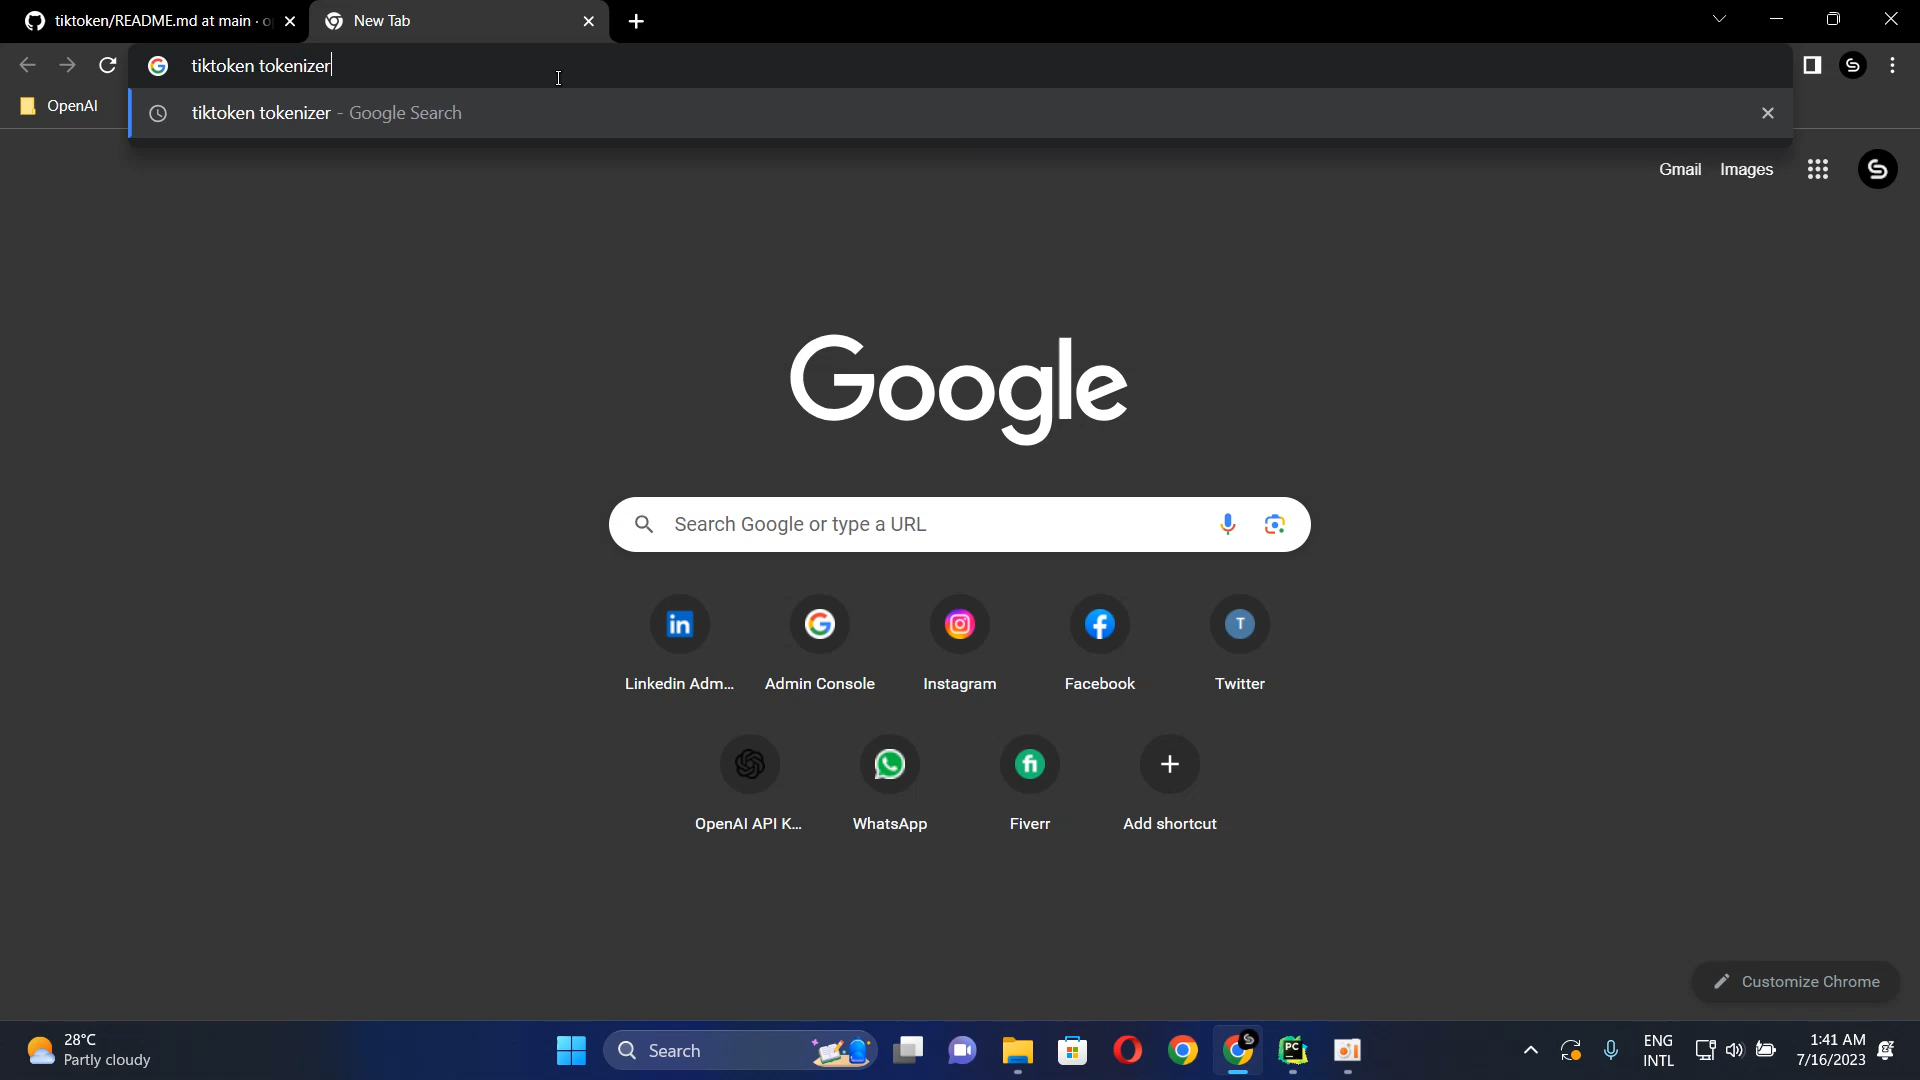 tiktoken/README.md at main · o
New Tab
tiktoken tokenizer
OpenAI
tiktoken tokenizer - Google Search
Gmail Images
Google
Search Google or type a URL
Linkedin Adm... Admin Console Instagram Facebook Twitter
OpenAI API K... WhatsApp Fiverr Add shortcut
Customize Chrome
28°C
Partly cloudy
Search
ENG
INTL
1:41 AM
7/16/2023